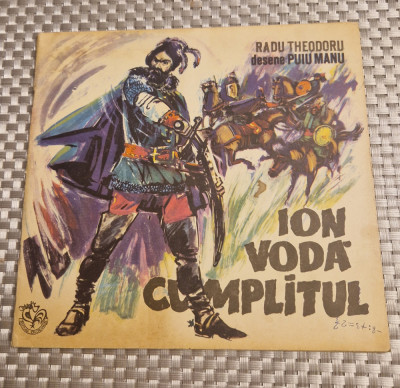 RADU THEODORU
desene PUIU MANU
ION
VODĂ
CUMPLITUL